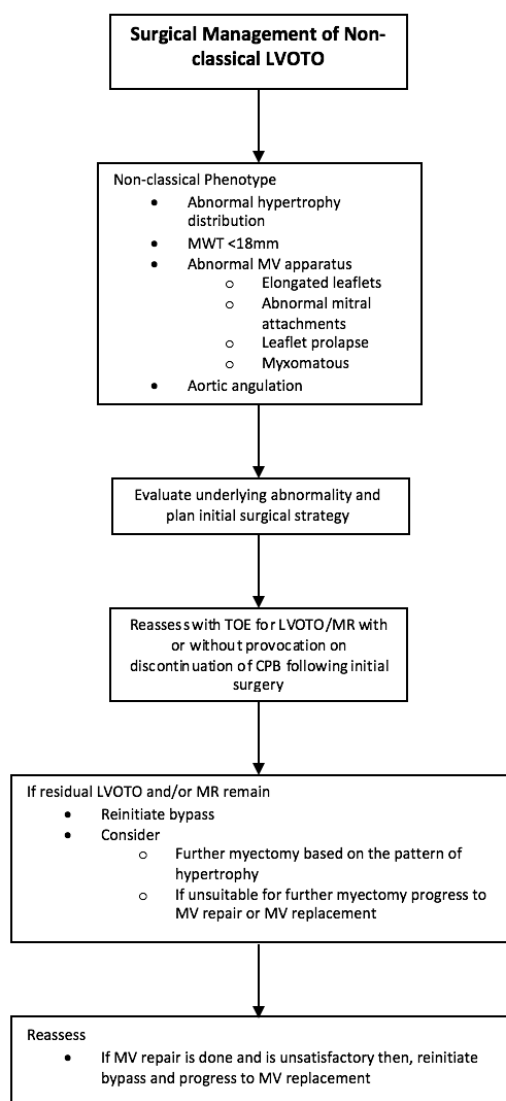 Surgical Management of Non-
classical LVOTO
Non-classical Phenotype
• Abnormal hypertrophy
distribution
• MWT <18mm
• Abnormal MV apparatus
o Elongated leaflets
o Abnormal mitral
attachments
o Leaflet prolapse
o Myxomatous
• Aortic angulation
Evaluate underlying abnormality and
plan initial surgical strategy
Reassess with TOE for LVOTO/MR with
or without provocation on
discontinuation of CPB following initial
surgery
If residual LVOTO and/or MR remain
• Reinitiate bypass
• Consider
o Further myectomy based on the pattern of
hypertrophy
o If unsuitable for further myectomy progress to
MV repair or MV replacement
Reassess
• If MV repair is done and is unsatisfactory then, reinitiate
bypass and progress to MV replacement